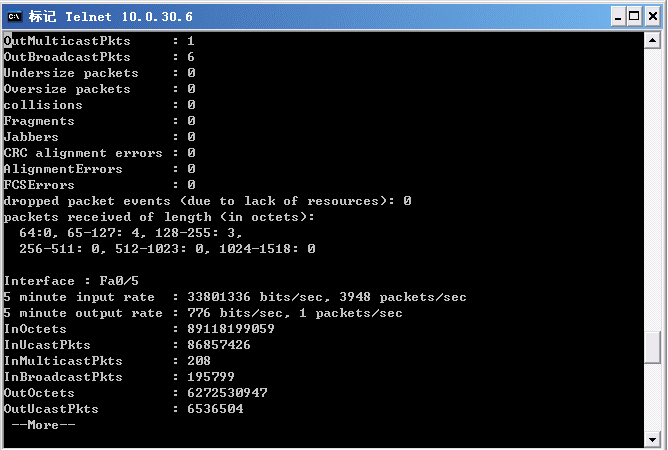 标记 Telnet 10.0.30.6
OutMulticastPkts : 1
OutBroadcastPkts : 6
Undersize packets : 0
Oversize packets : 0
collisions : 0
Fragments : 0
Jabbers : 0
CRC alignment errors : 0
AlignmentErrors : 0
FCSErrors : 0
dropped packet events (due to lack of resources): 0
packets received of length (in octets):
64:0, 65-127: 4, 128-255: 3,
256-511: 0, 512-1023: 0, 1024-1518: 0
Interface : Fa0/5
5 minute input rate : 33801336 bits/sec, 3948 packets/sec
5 minute output rate : 776 bits/sec, 1 packets/sec
InOctets : 89118199059
InUcastPkts : 86857426
InMulticastPkts : 208
InBroadcastPkts : 195799
OutOctets : 6272530947
OutUcastPkts : 6536504
--More--